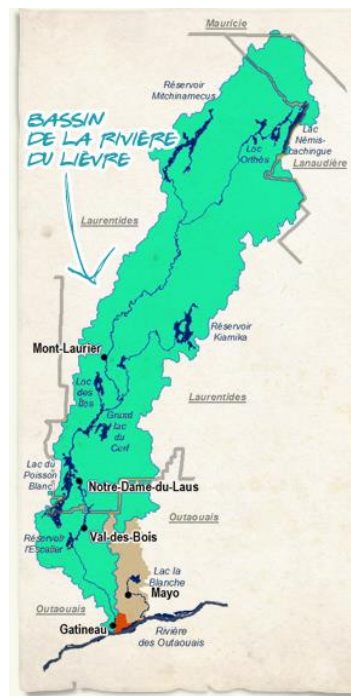 Mauricie
Réservoir
Mitchinamecus
BASSIN
DE LA RIVIÈRE
DU LIÈVRE
Lac
Némis-
cachingue
Lac
Orthès
Lanaudière
Laurentides
Réservoir
Kiamika
Mont-Laurier
Lac
des
Îles
Laurentides
Grand
lac
du
Cerf
Lac du
Poisson
Blanc
Notre-Dame-du-Laus
Outaouais
Val-des-Bois
Réservoir
l'Escalier
Lac la
Blanche
Mayo
Outaouais
Gatineau
Rivière
des Outaouais